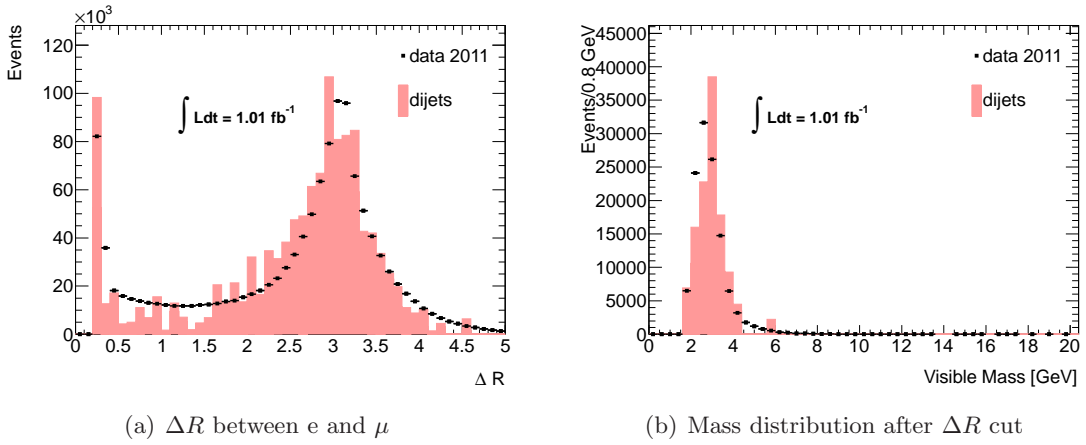 ×10³
Events
120
100
80
60
40
20
0
0 0.5 1 1.5 2 2.5 3 3.5 4 4.5 5
Δ R
data 2011
dijets
∫ Ldt = 1.01 fb⁻¹
(a) ΔR between e and μ
Events/0.8 GeV
45000
40000
35000
30000
25000
20000
15000
10000
5000
0
0 2 4 6 8 10 12 14 16 18 20
Visible Mass [GeV]
data 2011
dijets
∫ Ldt = 1.01 fb⁻¹
(b) Mass distribution after ΔR cut